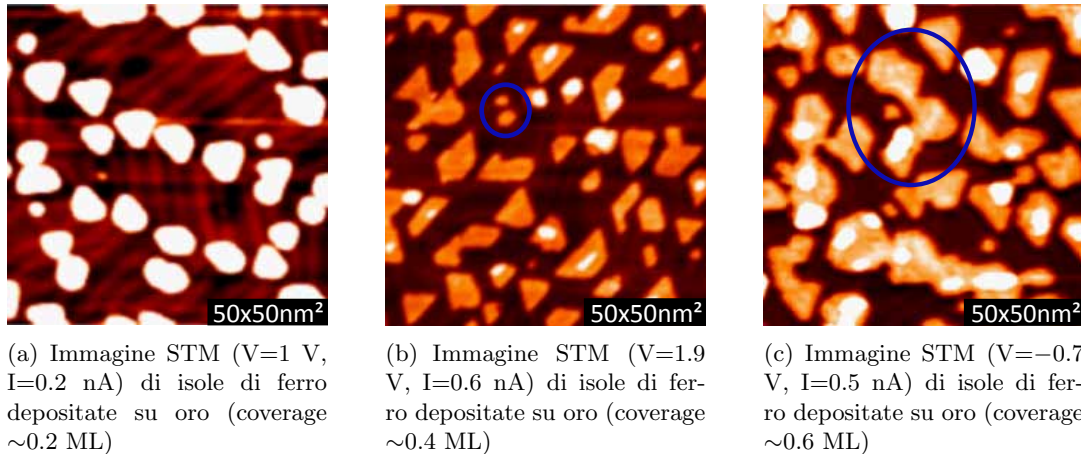 50x50nm²
50x50nm²
50x50nm²
(a) Immagine STM (V=1 V,
I=0.2 nA) di isole di ferro
depositate su oro (coverage
∼0.2 ML)
(b) Immagine STM (V=1.9
V, I=0.6 nA) di isole di fer-
ro depositate su oro (coverage
∼0.4 ML)
(c) Immagine STM (V=−0.7
V, I=0.5 nA) di isole di fer-
ro depositate su oro (coverage
∼0.6 ML)